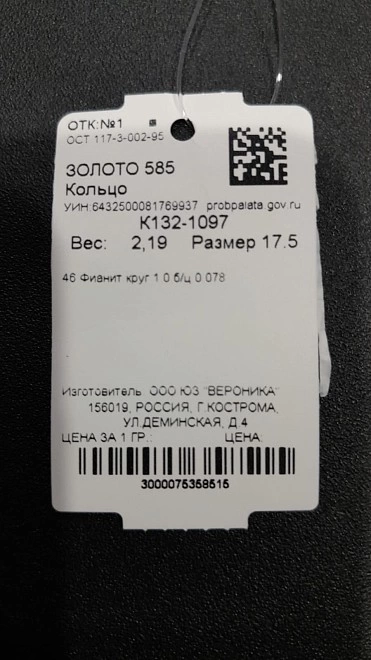 ОТК:№1
ОСТ 117-3-002-95
ЗОЛОТО 585
Кольцо
УИН:6432500081769937 probpalata.gov.ru
К132-1097
Вес: 2,19 Размер 17.5
46 Фианит круг 1.0 б/ц 0.078
Изготовитель: ООО ЮЗ "ВЕРОНИКА"
156019, РОССИЯ, Г.КОСТРОМА,
УЛ.ДЕМИНСКАЯ, Д.4
ЦЕНА ЗА 1 ГР.: ЦЕНА:
3000075358515